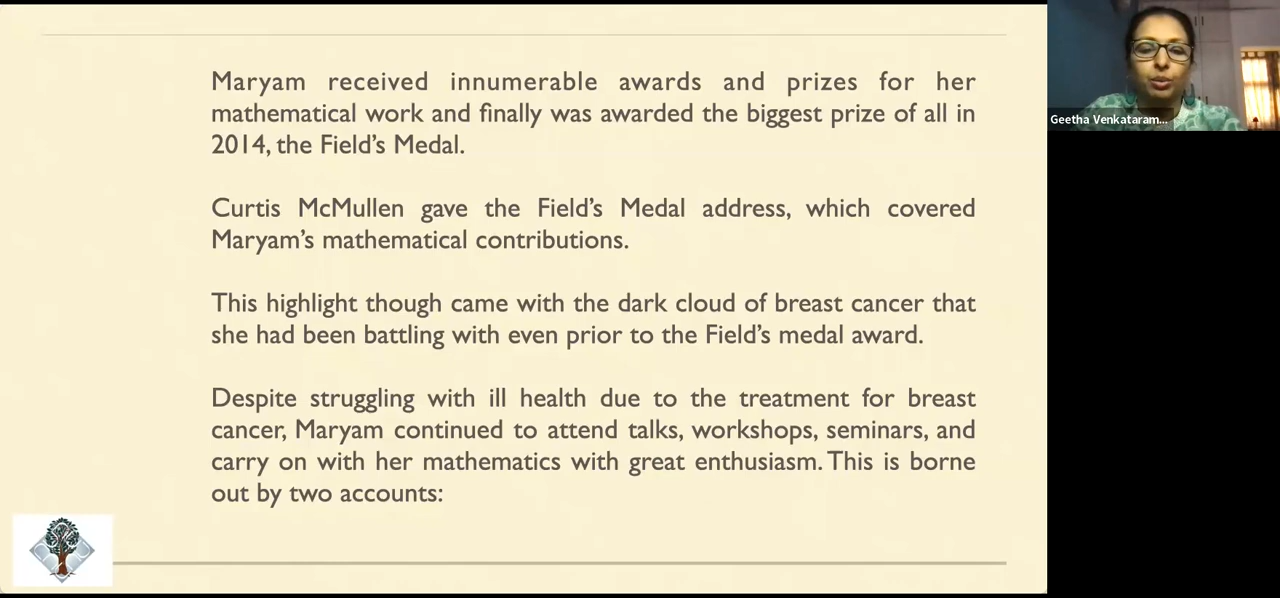 Maryam received innumerable awards and prizes for her
mathematical work and finally was awarded the biggest prize of all in
2014, the Field's Medal.
Curtis McMullen gave the Field's Medal address, which covered
Maryam's mathematical contributions.
This highlight though came with the dark cloud of breast cancer that
she had been battling with even prior to the Field's medal award.
Despite struggling with ill health due to the treatment for breast
cancer, Maryam continued to attend talks, workshops, seminars, and
carry on with her mathematics with great enthusiasm. This is borne
out by two accounts:
Geetha Venkataram...